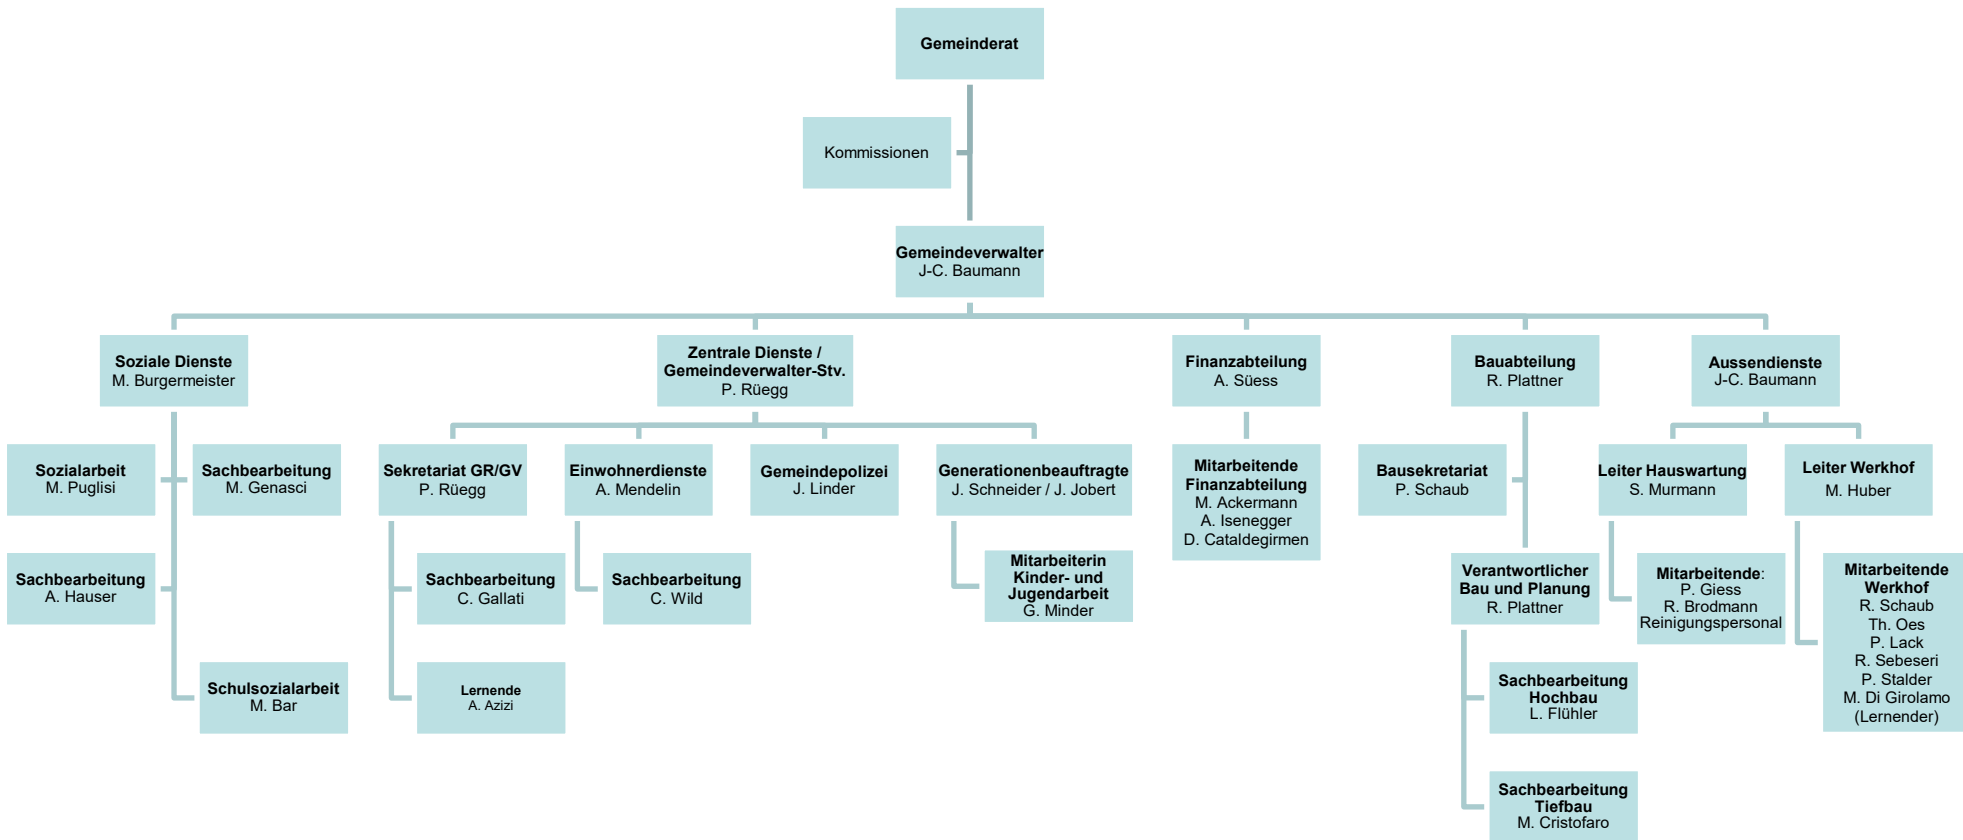 Gemeinderat
Kommissionen
Gemeindeverwalter
J-C. Baumann
Soziale Dienste
M. Burgermeister
Zentrale Dienste /
Gemeindeverwalter-Stv.
P. Rüegg
Finanzabteilung
A. Süess
Bauabteilung
R. Plattner
Aussendienste
J-C. Baumann
Sozialarbeit
M. Puglisi
Sachbearbeitung
M. Genasci
Sekretariat GR/GV
P. Rüegg
Einwohnerdienste
A. Mendelin
Gemeindepolizei
J. Linder
Generationenbeauftragte
J. Schneider / J. Jobert
Mitarbeitende
Finanzabteilung
M. Ackermann
A. Isenegger
D. Cataldegirmen
Bausekretariat
P. Schaub
Leiter Hauswartung
S. Murmann
Leiter Werkhof
M. Huber
Sachbearbeitung
A. Hauser
Sachbearbeitung
C. Gallati
Sachbearbeitung
C. Wild
Mitarbeiterin
Kinder- und
Jugendarbeit
G. Minder
Verantwortlicher
Bau und Planung
R. Plattner
Mitarbeitende:
P. Giess
R. Brodmann
Reinigungspersonal
Mitarbeitende
Werkhof
R. Schaub
Th. Oes
P. Lack
R. Sebeseri
P. Stalder
M. Di Girolamo
(Lernender)
Schulsozialarbeit
M. Bar
Lernende
A. Azizi
Sachbearbeitung
Hochbau
L. Flühler
Sachbearbeitung
Tiefbau
M. Cristofaro